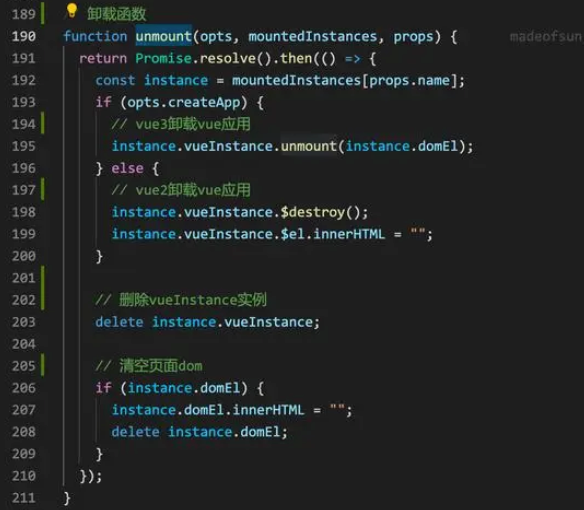 189 卸载函数
190 function unmount(opts, mountedInstances, props) { madeofsun
191 return Promise.resolve().then(() => {
192 const instance = mountedInstances[props.name];
193 if (opts.createApp) {
194 // vue3卸载vue应用
195 instance.vueInstance.unmount(instance.domEl);
196 } else {
197 // vue2卸载vue应用
198 instance.vueInstance.$destroy();
199 instance.vueInstance.$el.innerHTML = "";
200 }
201
202 // 删除vueInstance实例
203 delete instance.vueInstance;
204
205 // 清空页面dom
206 if (instance.domEl) {
207 instance.domEl.innerHTML = "";
208 delete instance.domEl;
209 }
210 });
211 }